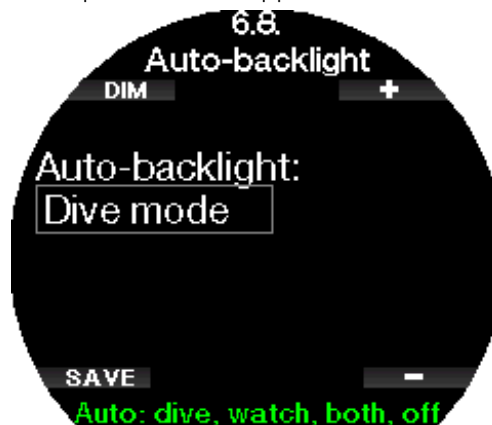 6.8.
Auto-backlight
DIM +
Auto-backlight:
Dive mode
SAVE -
Auto: dive, watch, both, off